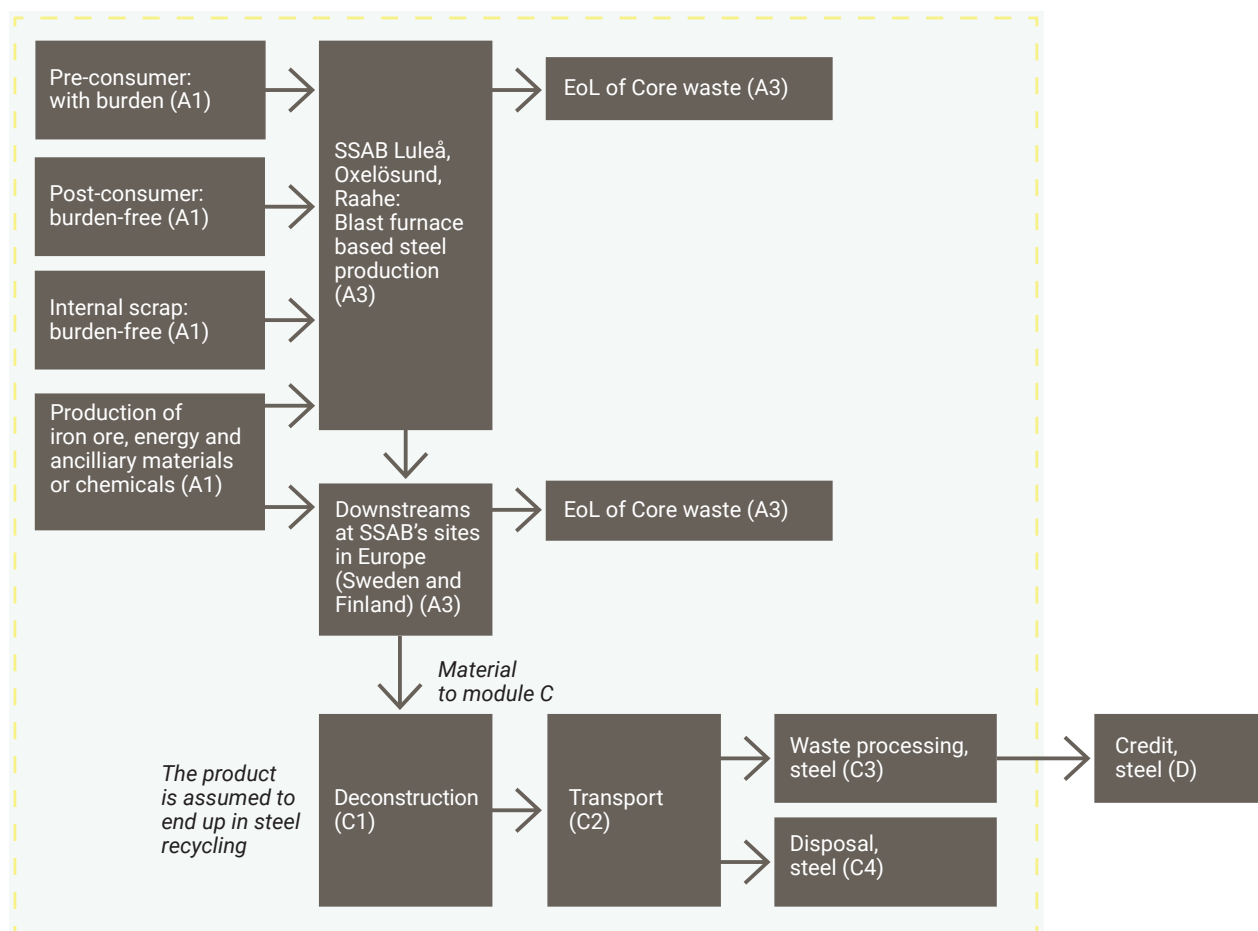 Pre-consumer:
with burden (A1)
EoL of Core waste (A3)
SSAB Luleå,
Oxelösund,
Raahe:
Blast furnace
based steel
production
(A3)
Post-consumer:
burden-free (A1)
Internal scrap:
burden-free (A1)
Production of
iron ore, energy and
ancilliary materials
or chemicals (A1)
Downstreams
at SSAB's sites
in Europe
(Sweden and
Finland) (A3)
EoL of Core waste (A3)
Material
to module C
The product
is assumed to
end up in steel
recycling
Deconstruction
(C1)
Transport
(C2)
Waste processing,
steel (C3)
Credit,
steel (D)
Disposal,
steel (C4)